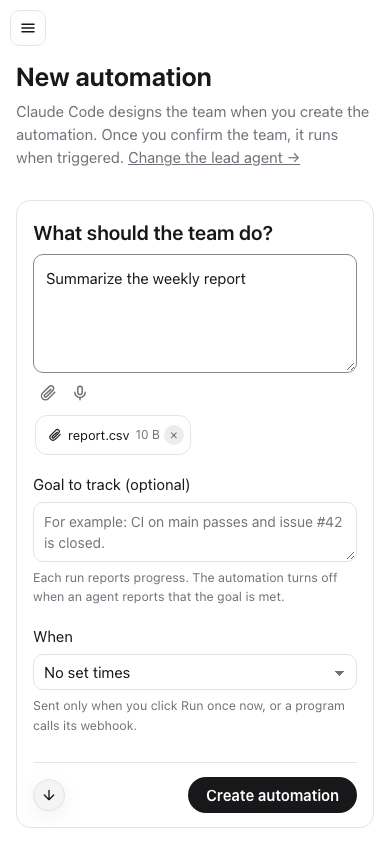 New automation
Claude Code designs the team when you create the
automation. Once you confirm the team, it runs
when triggered. Change the lead agent →
What should the team do?
Summarize the weekly report
report.csv 10 B ×
Goal to track (optional)
For example: CI on main passes and issue #42
is closed.
Each run reports progress. The automation turns off
when an agent reports that the goal is met.
When
No set times
Sent only when you click Run once now, or a program
calls its webhook.
Create automation